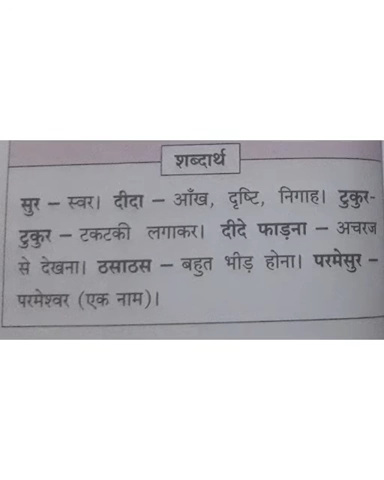 शब्दार्थ
सुर – स्वर। दीदा – आँख, दृष्टि, निगाह। टुकुर-
टुकुर – टकटकी लगाकर। दीदे फाड़ना – अचरज
से देखना। ठसाठस – बहुत भीड़ होना। परमेसुर –
परमेश्वर (एक नाम)।